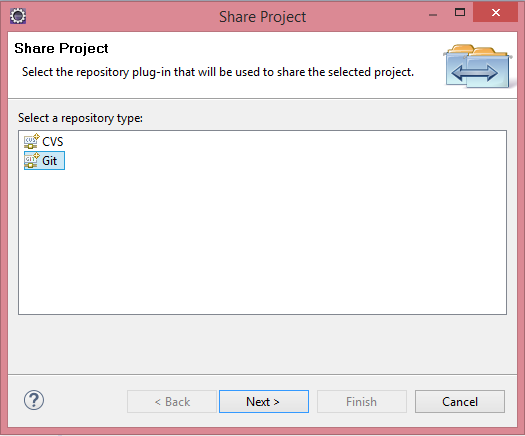 Share Project
Share Project
Select the repository plug-in that will be used to share the selected project.
Select a repository type:
CVS
Git
< Back Next > Finish Cancel